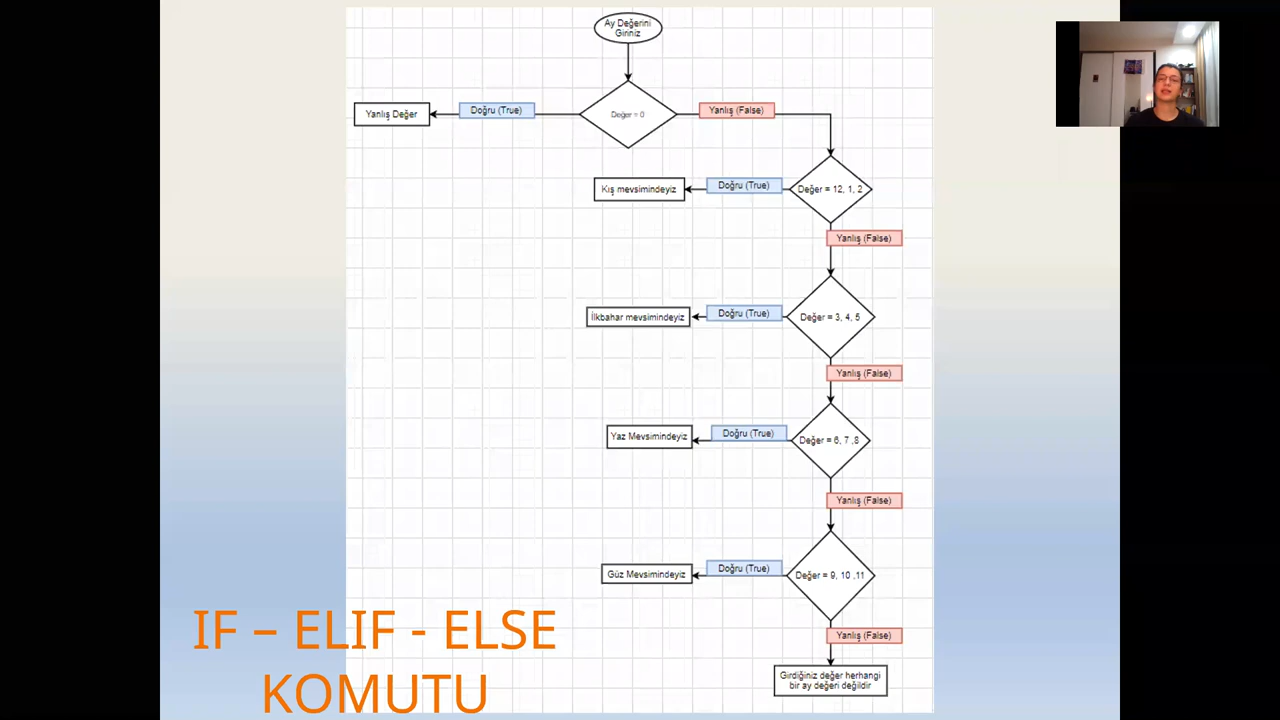 Ay Değerini
Giriniz
Değer = 0
Doğru (True)
Yanlış Değer
Yanlış (False)
Değer = 12, 1, 2
Doğru (True)
Kış mevsimindeyiz
Yanlış (False)
Değer = 3, 4, 5
Doğru (True)
İlkbahar mevsimindeyiz
Yanlış (False)
Değer = 6, 7 ,8
Doğru (True)
Yaz Mevsimindeyiz
Yanlış (False)
Değer = 9, 10 ,11
Doğru (True)
Güz Mevsimindeyiz
Yanlış (False)
Girdiğiniz değer herhangi
bir ay değeri değildir
IF – ELIF - ELSE
KOMUTU